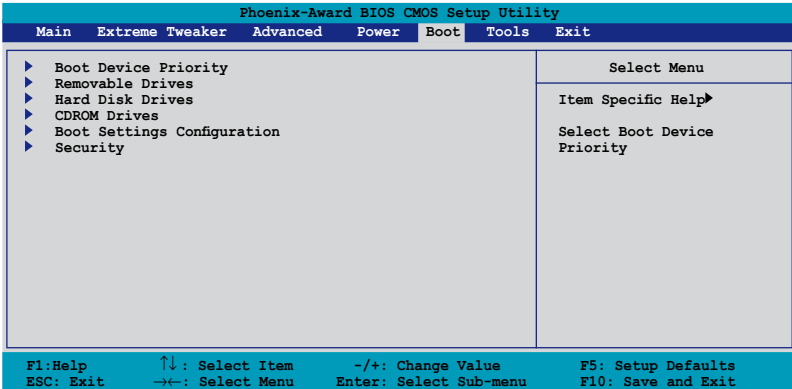 Phoenix-Award BIOS CMOS Setup Utility
Main Extreme Tweaker Advanced Power Boot Tools Exit
Boot Device Priority
Removable Drives
Hard Disk Drives
CDROM Drives
Boot Settings Configuration
Security
Select Menu
Item Specific Help
Select Boot Device
Priority
F1:Help ↑↓: Select Item -/+: Change Value F5: Setup Defaults
ESC: Exit →←: Select Menu Enter: Select Sub-menu F10: Save and Exit